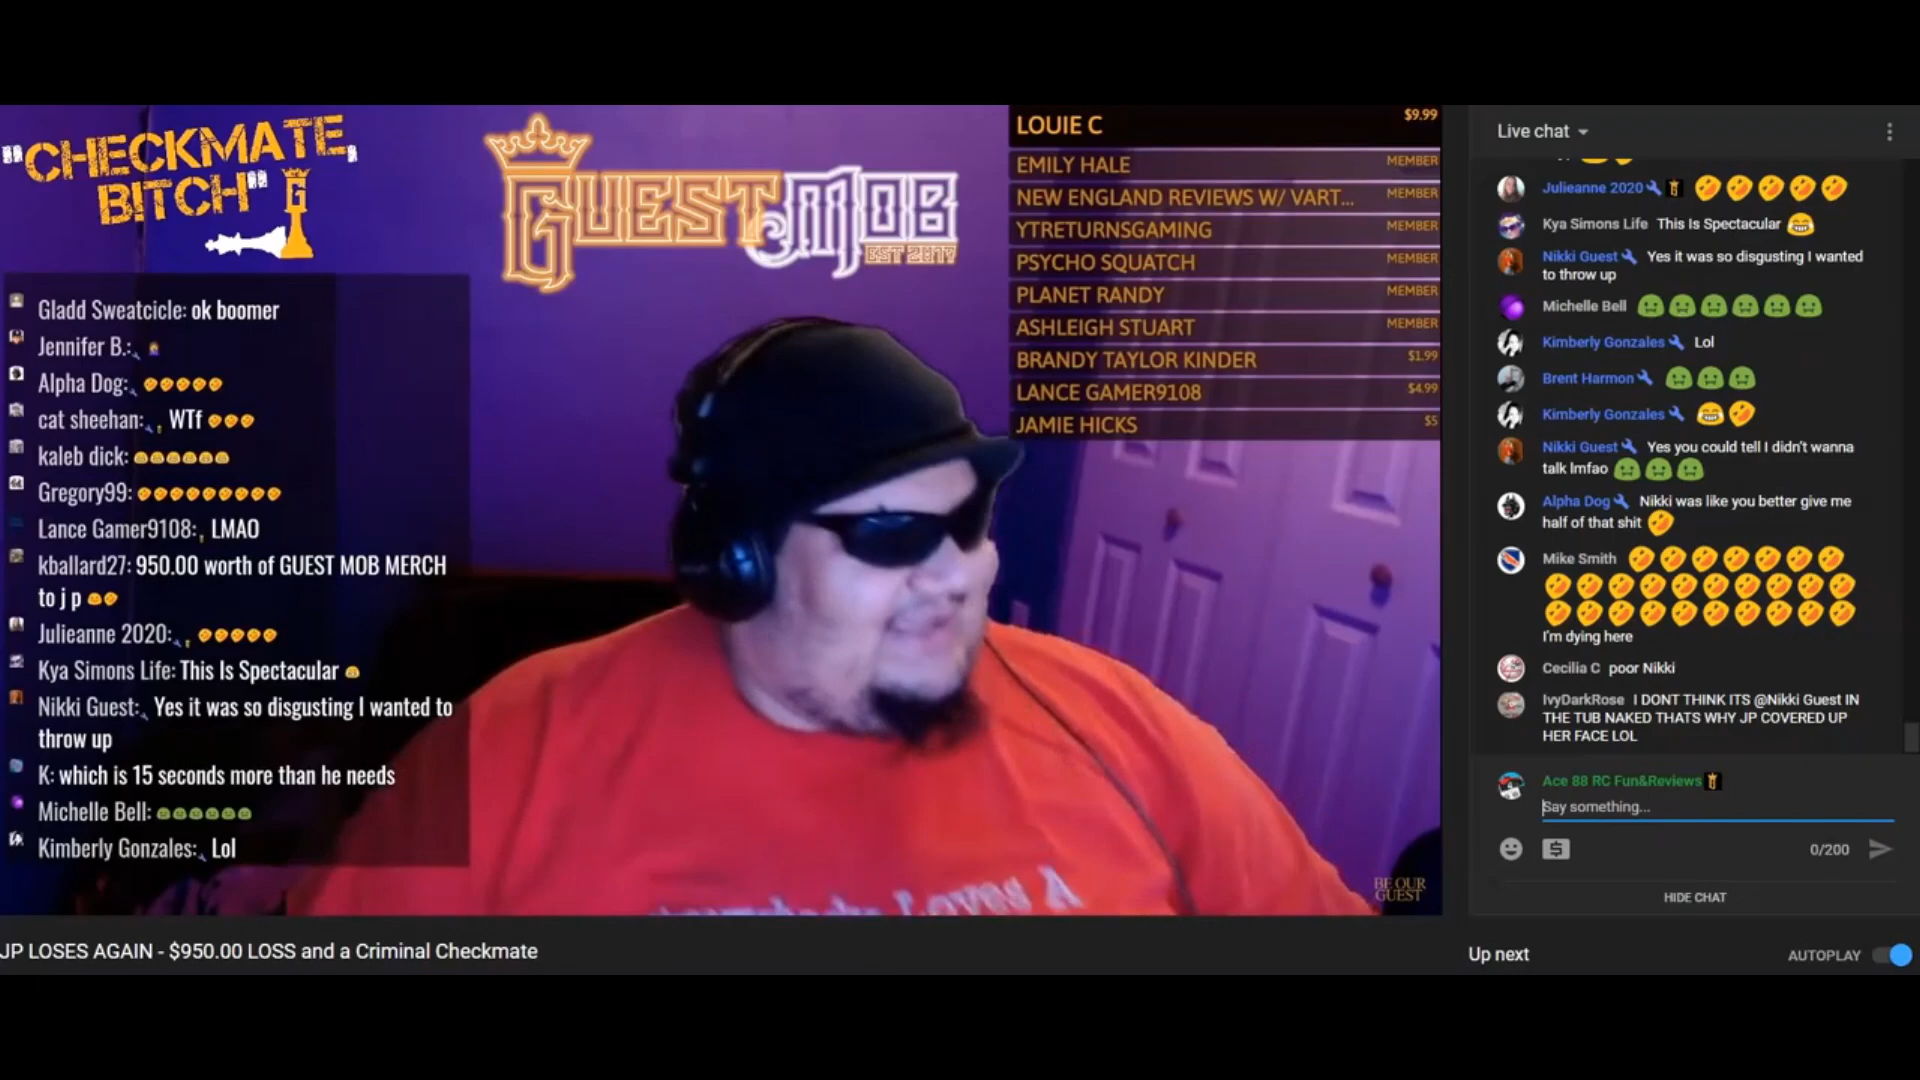 "CHECKMATE,
BITCH"
GUEST MOB
EST 2017
LOUIE C $9.99
EMILY HALE MEMBER
NEW ENGLAND REVIEWS W/ VART... MEMBER
YTRETURNSGAMING MEMBER
PSYCHO SQUATCH MEMBER
PLANET RANDY MEMBER
ASHLEIGH STUART MEMBER
BRANDY TAYLOR KINDER $1.99
LANCE GAMER9108 $4.99
JAMIE HICKS $5
Gladd Sweatcicle: ok boomer
Jennifer B.:
Alpha Dog:
cat sheehan: WTf
kaleb dick:
Gregory99:
Lance Gamer9108: LMAO
kballard27: 950.00 worth of GUEST MOB MERCH
to j p
Julieanne 2020:
Kya Simons Life: This Is Spectacular
Nikki Guest: Yes it was so disgusting I wanted to
throw up
K: which is 15 seconds more than he needs
Michelle Bell:
Kimberly Gonzales: Lol
Loves A
BE OUR
GUEST
JP LOSES AGAIN - $950.00 LOSS and a Criminal Checkmate
Live chat
Julieanne 2020
Kya Simons Life This Is Spectacular
Nikki Guest Yes it was so disgusting I wanted
to throw up
Michelle Bell
Kimberly Gonzales Lol
Brent Harmon
Kimberly Gonzales
Nikki Guest Yes you could tell I didn't wanna
talk lmfao
Alpha Dog Nikki was like you better give me
half of that shit
Mike Smith
I'm dying here
Cecilia C poor Nikki
IvyDarkRose I DONT THINK ITS @Nikki Guest IN
THE TUB NAKED THATS WHY JP COVERED UP
HER FACE LOL
Ace 88 RC Fun&Reviews
Say something...
0/200
HIDE CHAT
Up next
AUTOPLAY